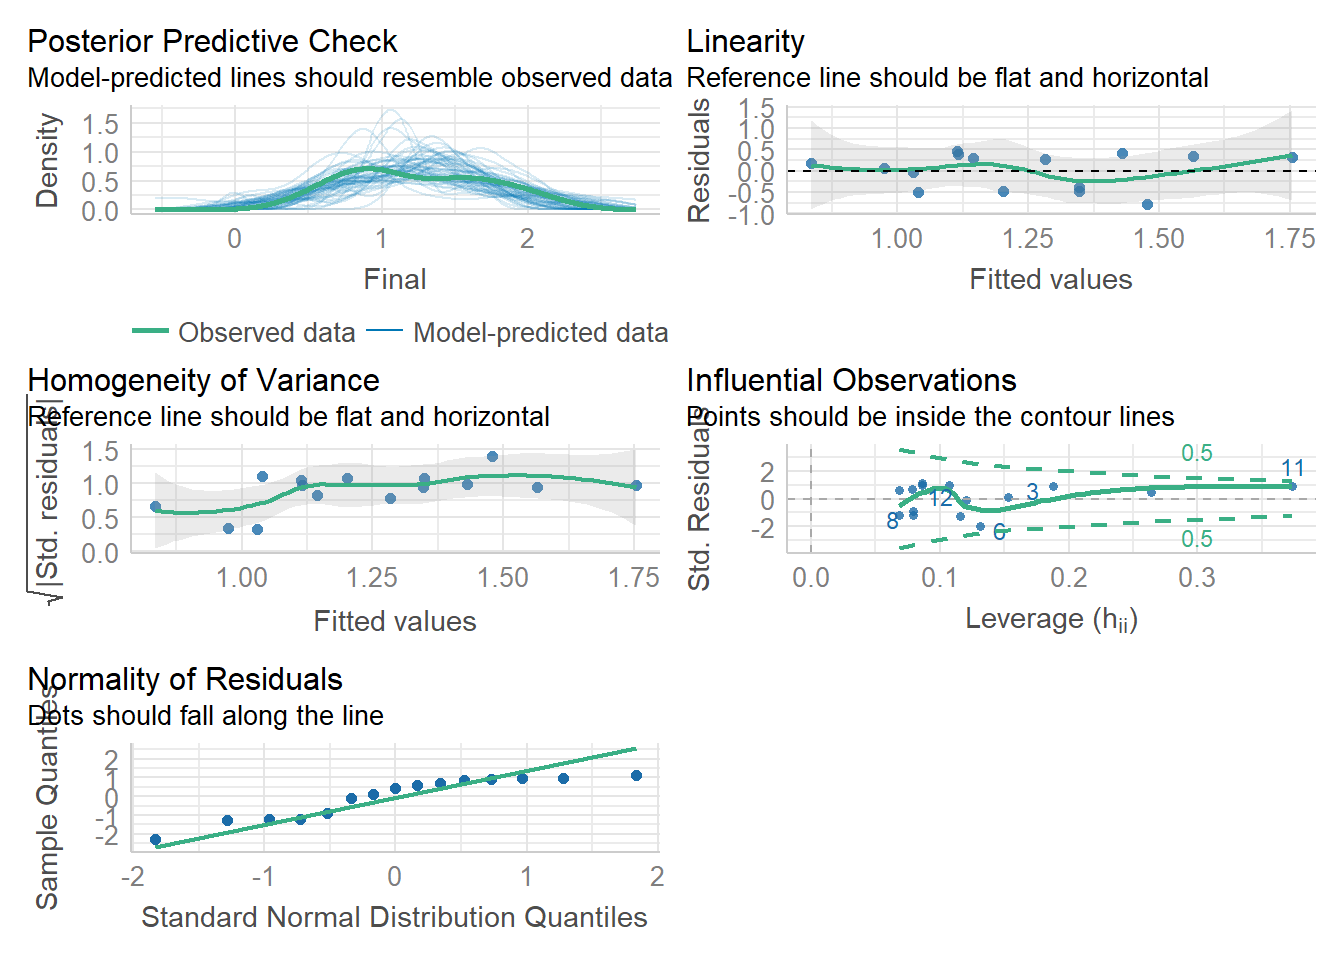 Posterior Predictive Check
Model-predicted lines should resemble observed data
Density
1.5
1.0
0.5
0.0
0 1 2
Final
Observed data Model-predicted data
Linearity
Reference line should be flat and horizontal
Residuals
1.5
1.0
0.5
0.0
-0.5
-1.0
1.00 1.25 1.50 1.75
Fitted values
Homogeneity of Variance
Reference line should be flat and horizontal
√|Std. residuals|
1.5
1.0
0.5
0.0
1.00 1.25 1.50 1.75
Fitted values
Influential Observations
Points should be inside the contour lines
Std. Residuals
2
0
-2
0.5
11
12
3
8
6
0.5
0.0 0.1 0.2 0.3
Leverage (hii)
Normality of Residuals
Dots should fall along the line
Sample Quantiles
2
1
0
-1
-2
-2 -1 0 1 2
Standard Normal Distribution Quantiles